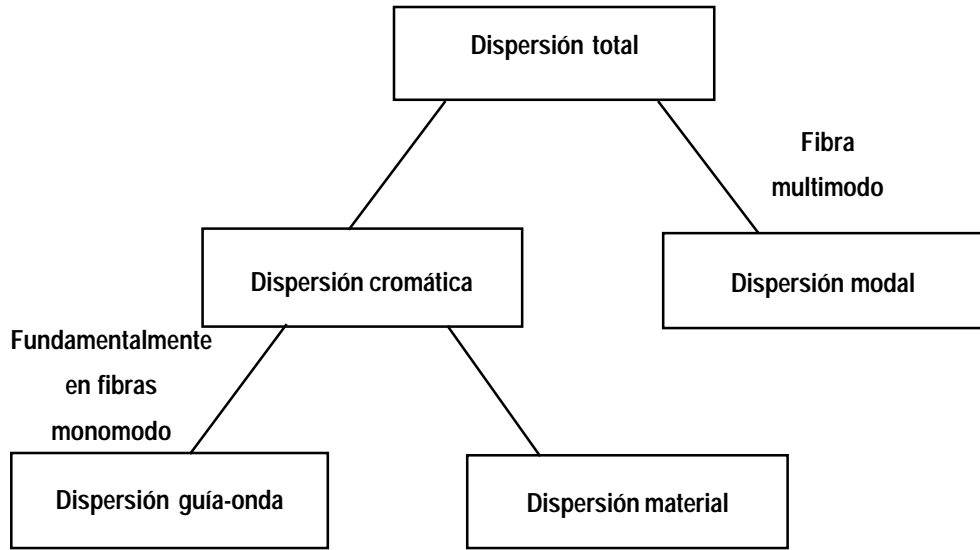 Dispersión total
Fibra
multimodo
Dispersión cromática
Dispersión modal
Fundamentalmente
en fibras
monomodo
Dispersión guía-onda
Dispersión material